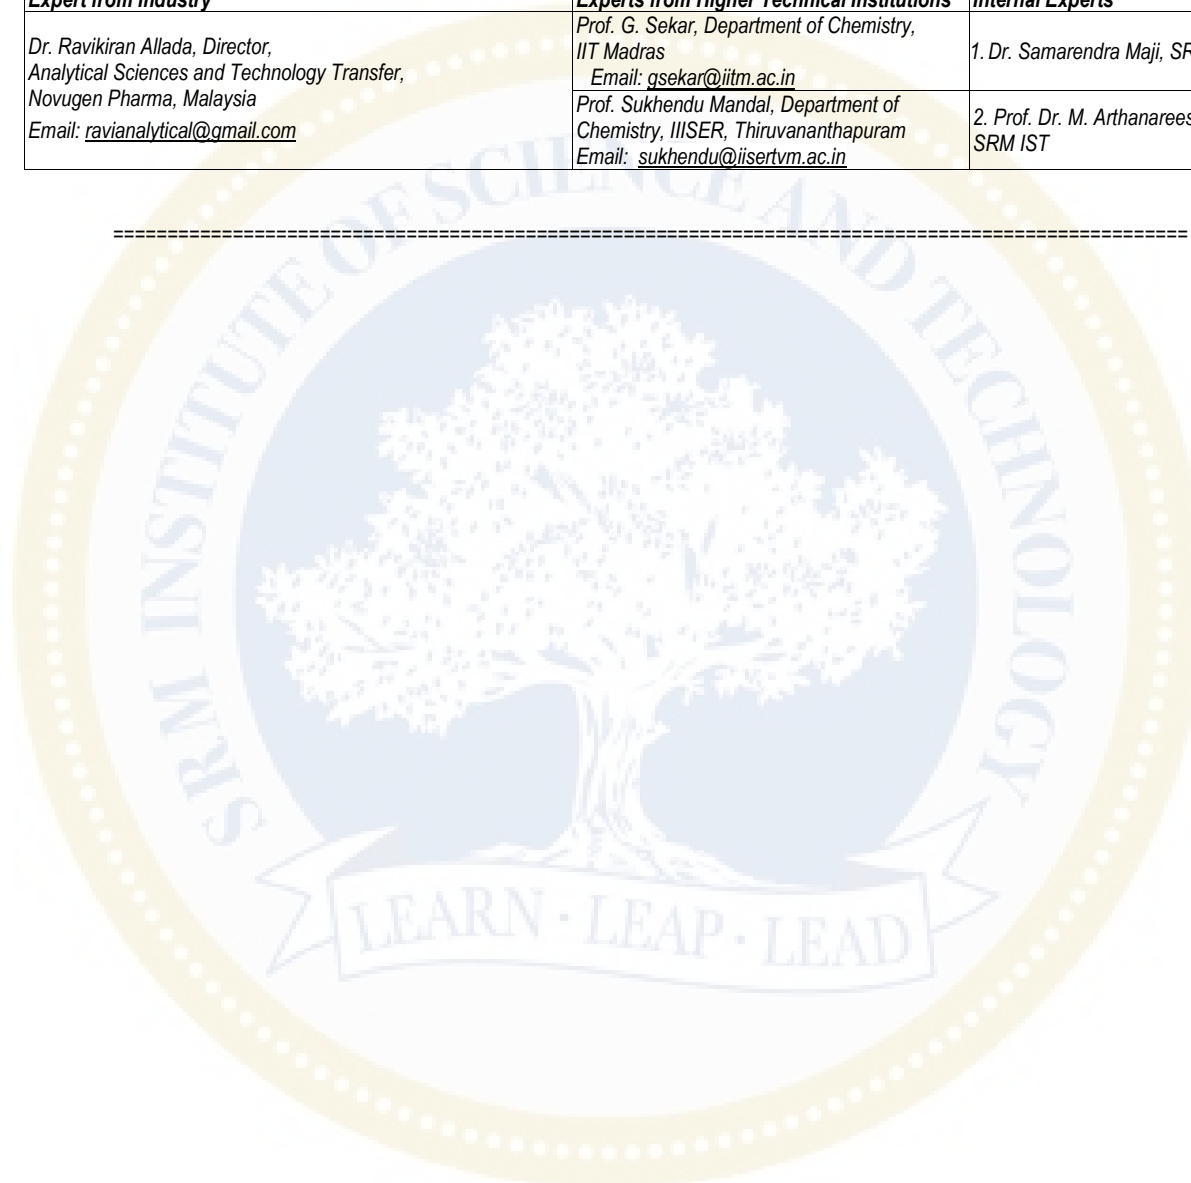 Expert from Industry
Experts from Higher Technical Institutions
Internal Experts
Dr. Ravikiran Allada, Director,
Analytical Sciences and Technology Transfer,
Novugen Pharma, Malaysia
Email: ravianalytical@gmail.com
Prof. G. Sekar, Department of Chemistry,
IIT Madras
Email: gsekar@iitm.ac.in
1. Dr. Samarendra Maji, SR
Prof. Sukhendu Mandal, Department of
Chemistry, IIISER, Thiruvananthapuram
Email: sukhendu@iisertvm.ac.in
2. Prof. Dr. M. Arthanarees
SRM IST
SRM INSTITUTE OF SCIENCE AND TECHNOLOGY
LEARN · LEAP · LEAD